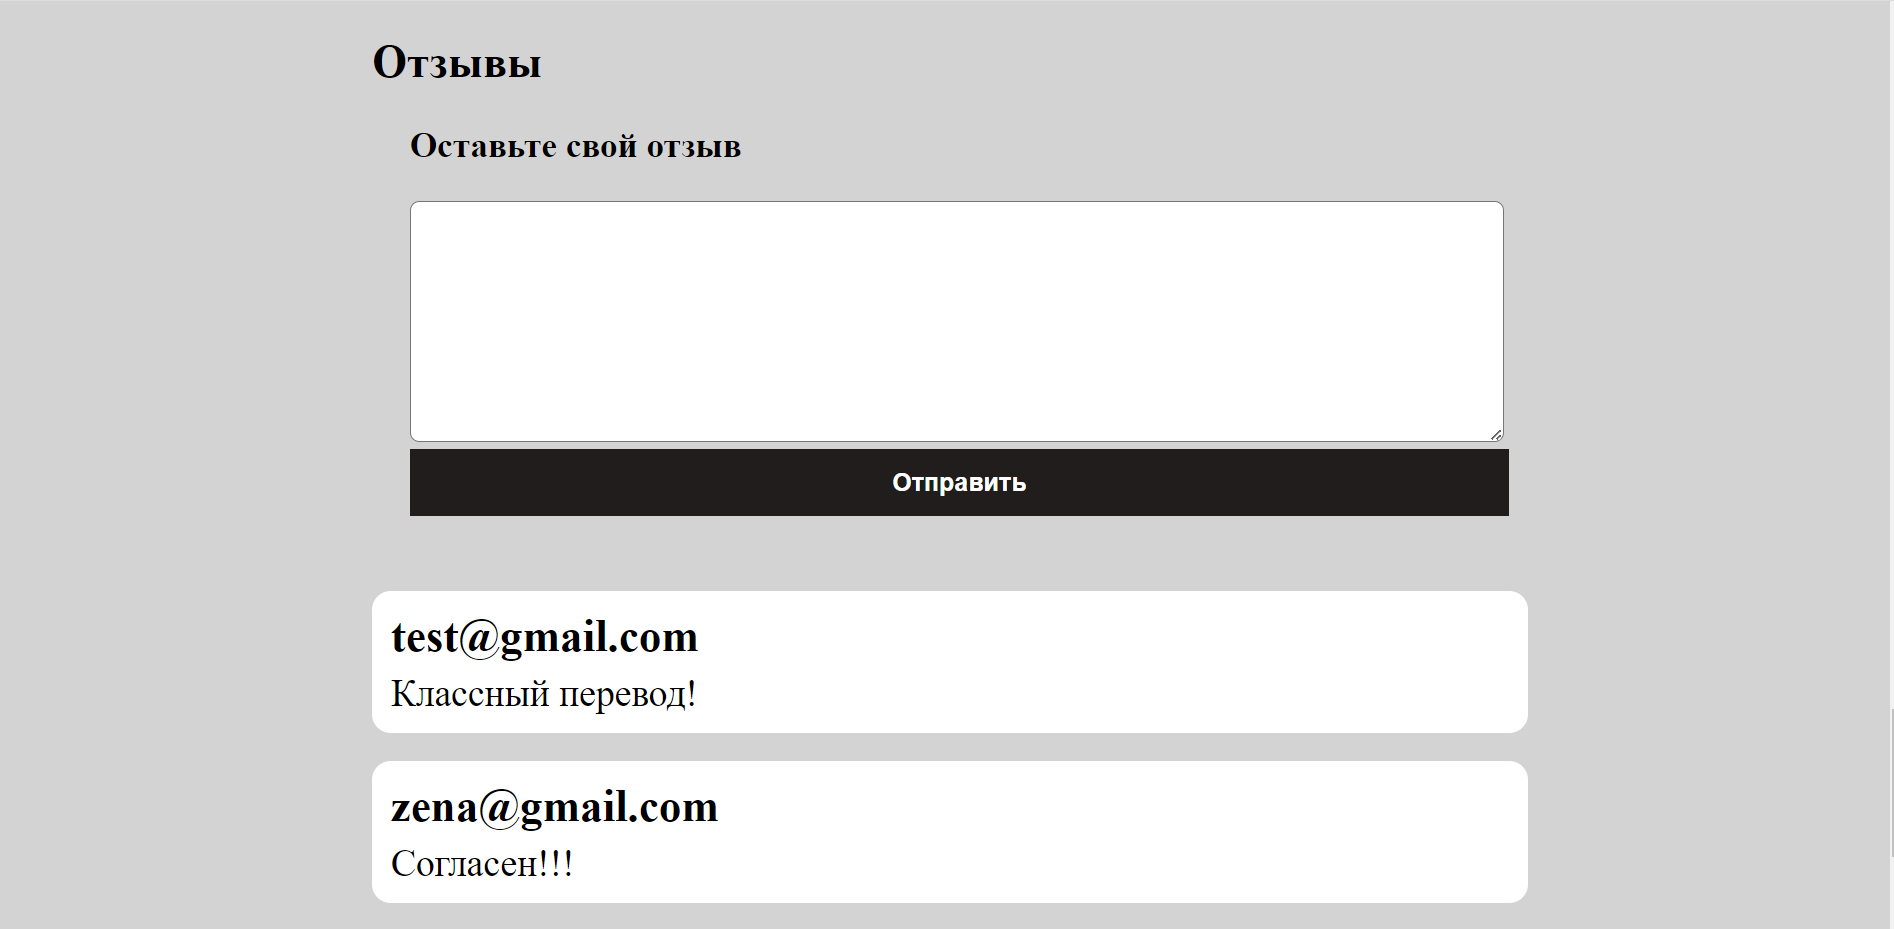 Отзывы
Оставьте свой отзыв
Отправить
test@gmail.com
Классный перевод!
zena@gmail.com
Согласен!!!